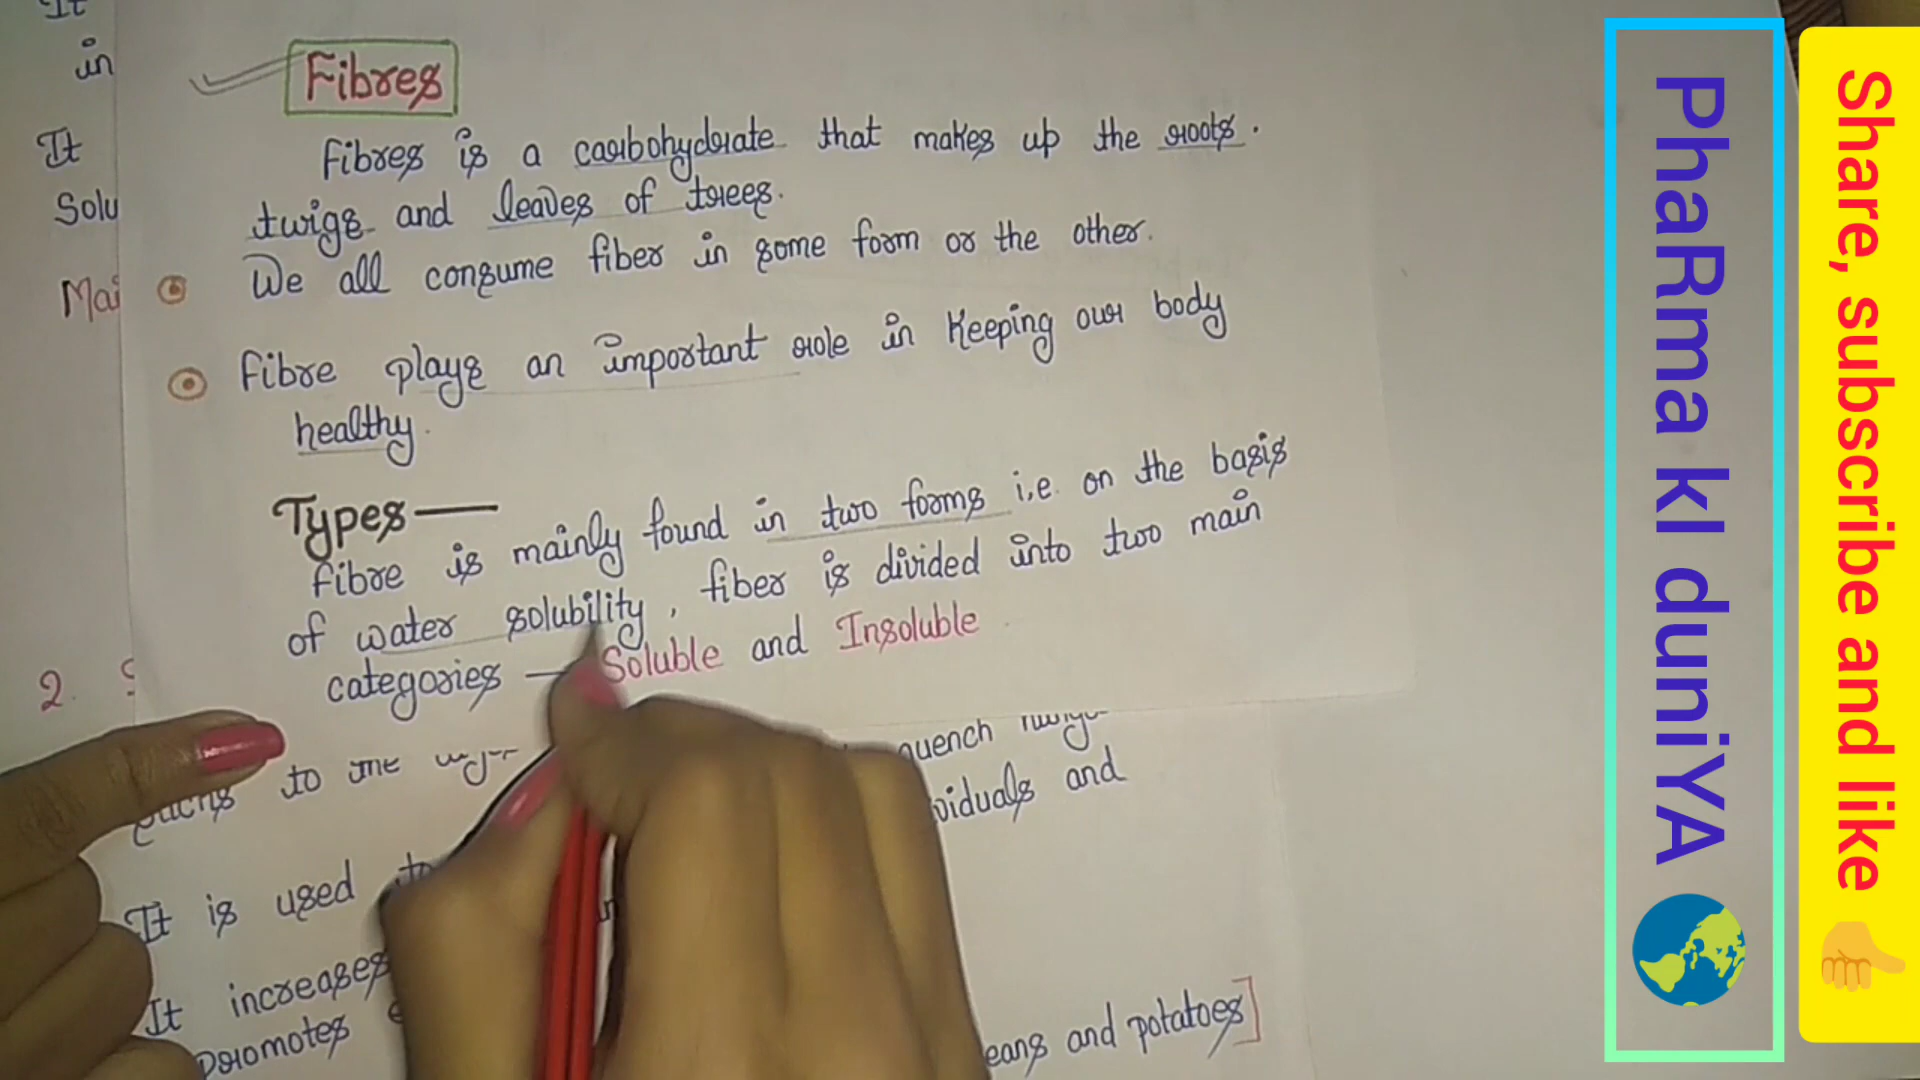 It
in
It
Solu
Mai
2.
Fibres
Fibres is a carbohydrate that makes up the roots.
twigs and leaves of trees.
We all consume fiber in some form or the other.
Fibre plays an important role in Keeping our body
healthy.
Types—
Fibre is mainly found in two forms i.e. on the basis
of water solubility, fiber is divided into two main
categories — Soluble and Insoluble
to the quench
viduals and
It is used to
It increases
promotes eans and potatoes]
PhaRma kI duniYA
Share, subscribe and like